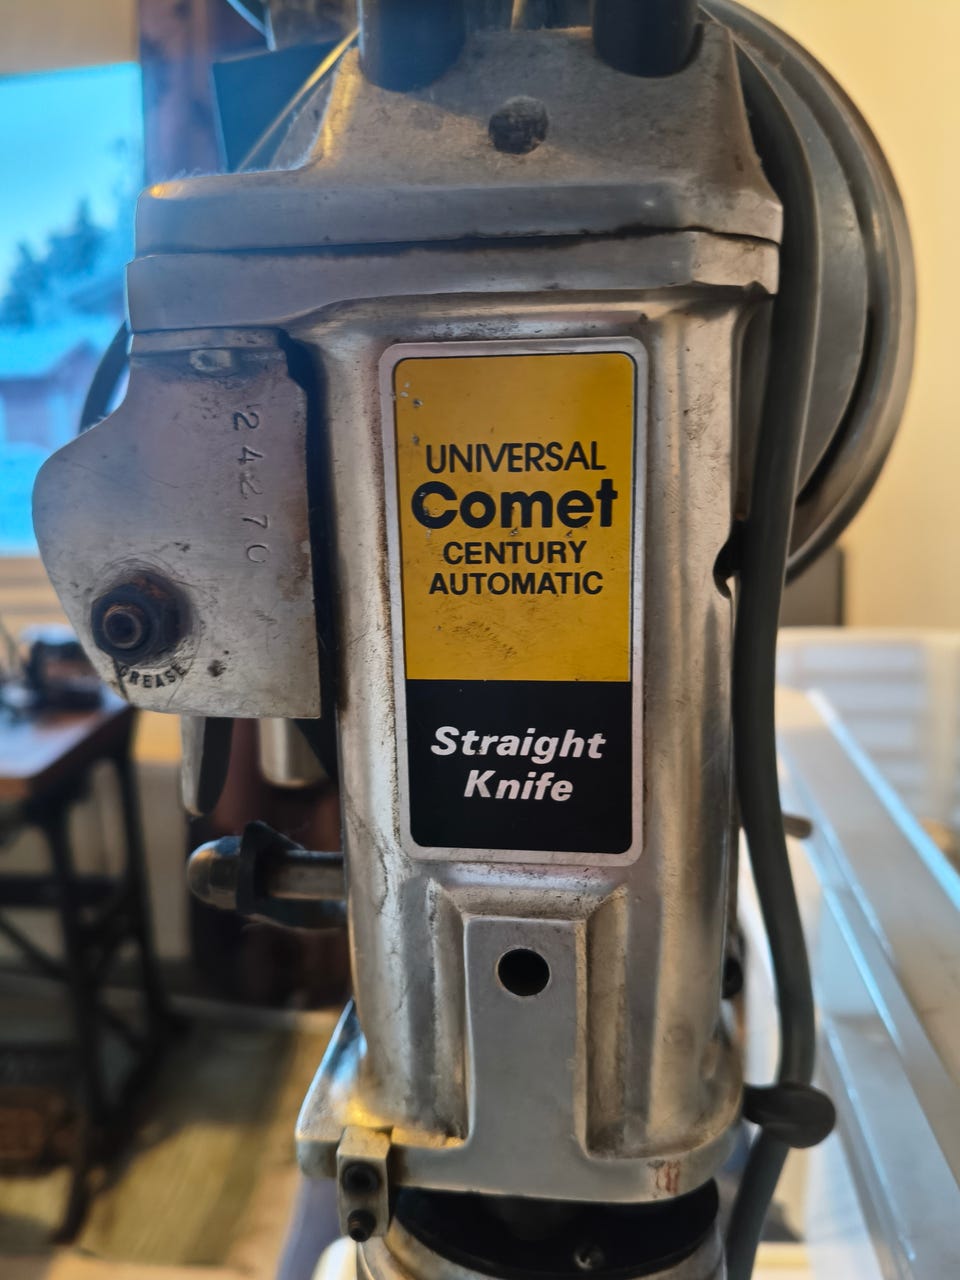 24270
GREASE
UNIVERSAL
Comet
CENTURY
AUTOMATIC
Straight
Knife